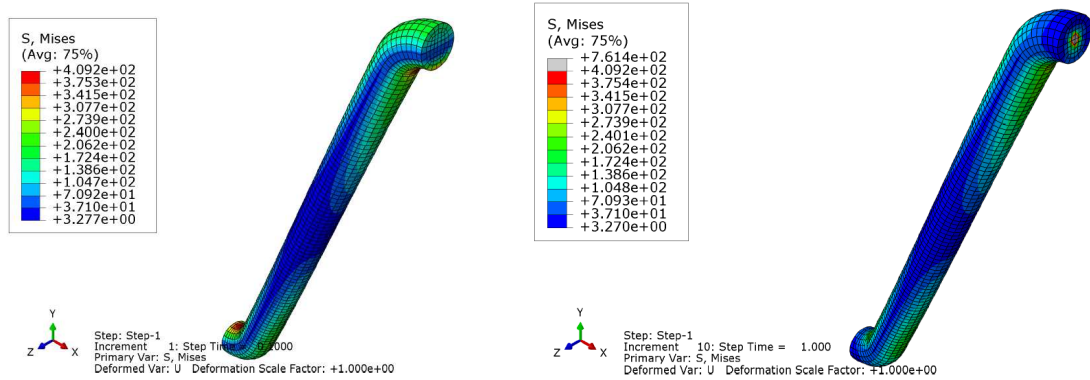 S, Mises
(Avg: 75%)
+4.092e+02
+3.753e+02
+3.415e+02
+3.077e+02
+2.739e+02
+2.400e+02
+2.062e+02
+1.724e+02
+1.386e+02
+1.047e+02
+7.092e+01
+3.710e+01
+3.277e+00
Y
Z
X
Step: Step-1
Increment 1: Step Time = 0.1000
Primary Var: S, Mises
Deformed Var: U Deformation Scale Factor: +1.000e+00
S, Mises
(Avg: 75%)
+7.614e+02
+4.092e+02
+3.754e+02
+3.415e+02
+3.077e+02
+2.739e+02
+2.401e+02
+2.062e+02
+1.724e+02
+1.386e+02
+1.048e+02
+7.093e+01
+3.710e+01
+3.270e+00
Y
Z
X
Step: Step-1
Increment 10: Step Time = 1.000
Primary Var: S, Mises
Deformed Var: U Deformation Scale Factor: +1.000e+00